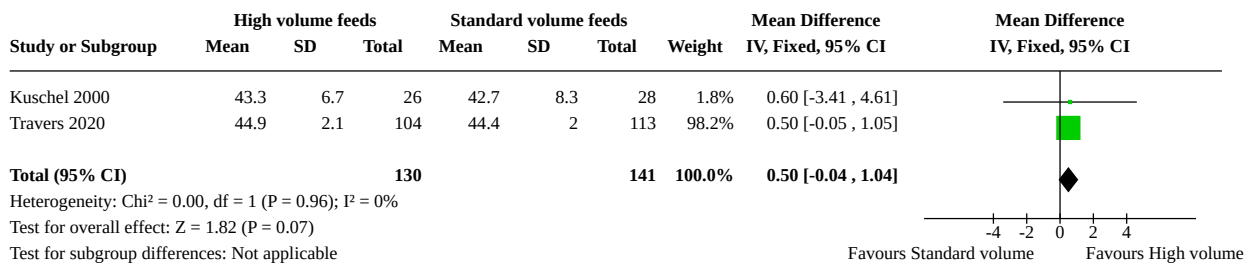 High volume feeds Standard volume feeds Mean Difference Mean Difference
Study or Subgroup Mean SD Total Mean SD Total Weight IV, Fixed, 95% CI IV, Fixed, 95% CI
Kuschel 2000 43.3 6.7 26 42.7 8.3 28 1.8% 0.60 [-3.41 , 4.61]
Travers 2020 44.9 2.1 104 44.4 2 113 98.2% 0.50 [-0.05 , 1.05]
Total (95% CI) 130 141 100.0% 0.50 [-0.04 , 1.04]
Heterogeneity: Chi² = 0.00, df = 1 (P = 0.96); I² = 0%
Test for overall effect: Z = 1.82 (P = 0.07)
-4 -2 0 2 4
Test for subgroup differences: Not applicable Favours Standard volume Favours High volume